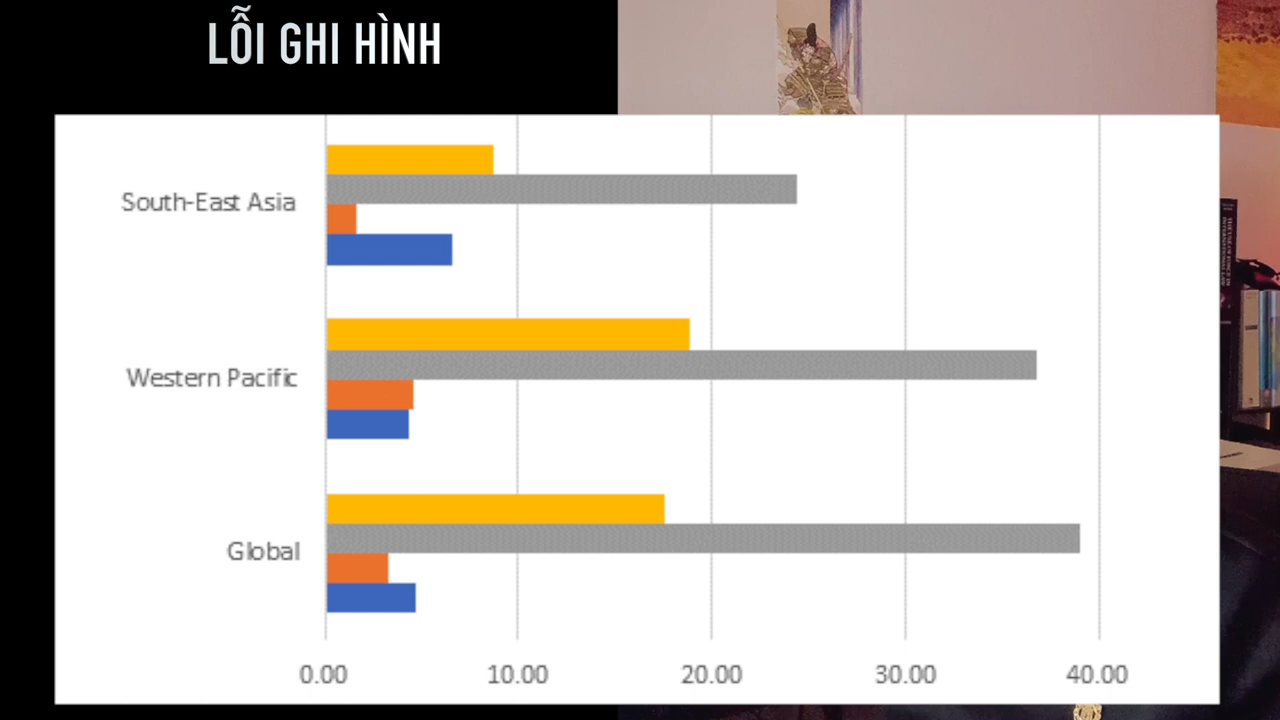 LỖI GHI HÌNH
South-East Asia
Western Pacific
Global
0.00 10.00 20.00 30.00 40.00